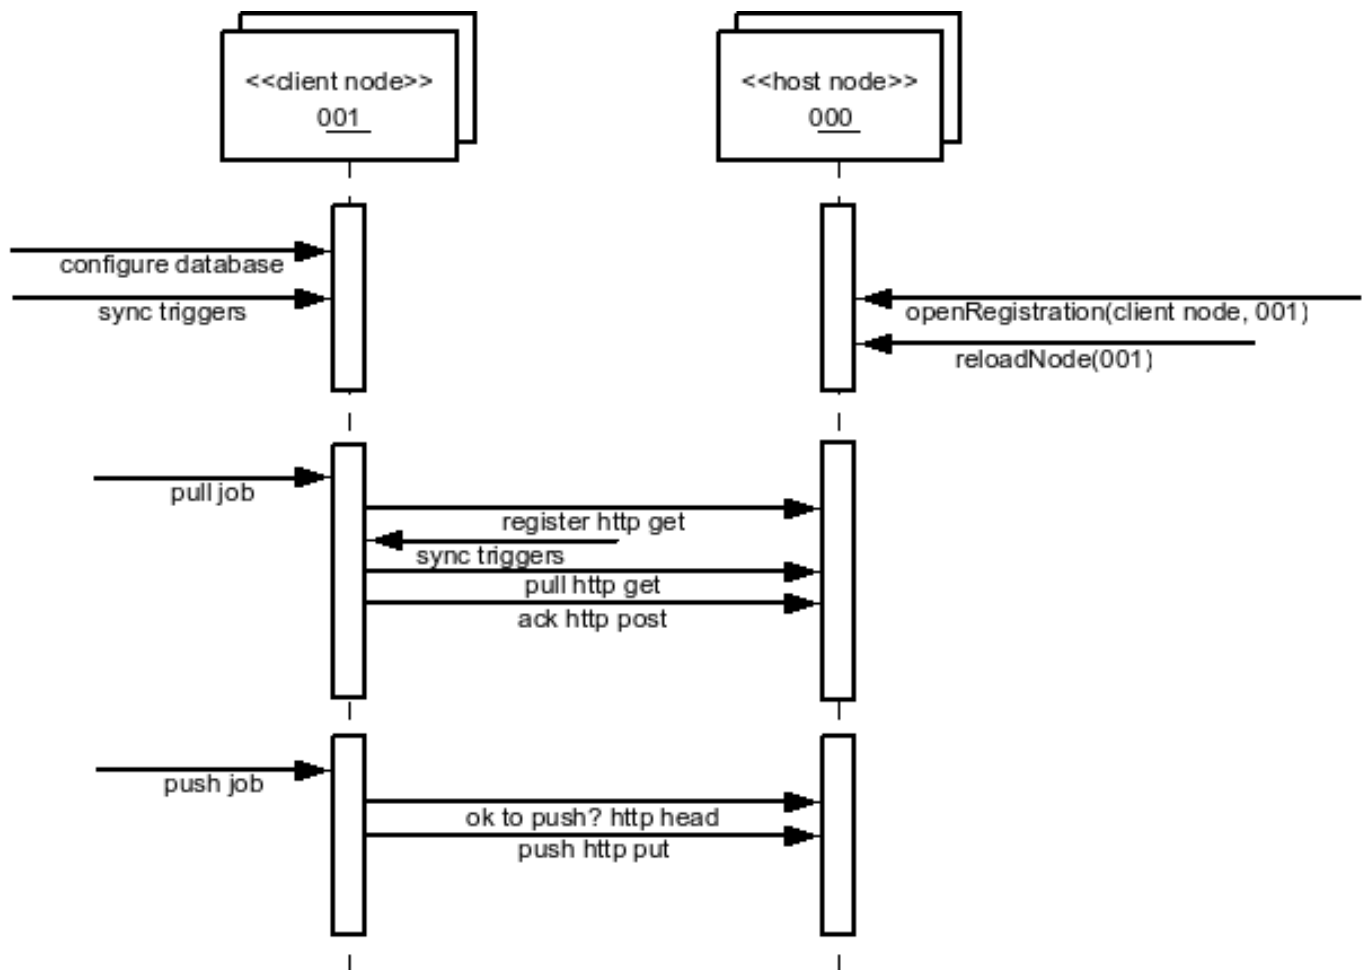 <<client node>>
001
<<host node>>
000
configure database
sync triggers
openRegistration(client node, 001)
reloadNode(001)
pull job
register http get
sync triggers
pull http get
ack http post
push job
ok to push? http head
push http put